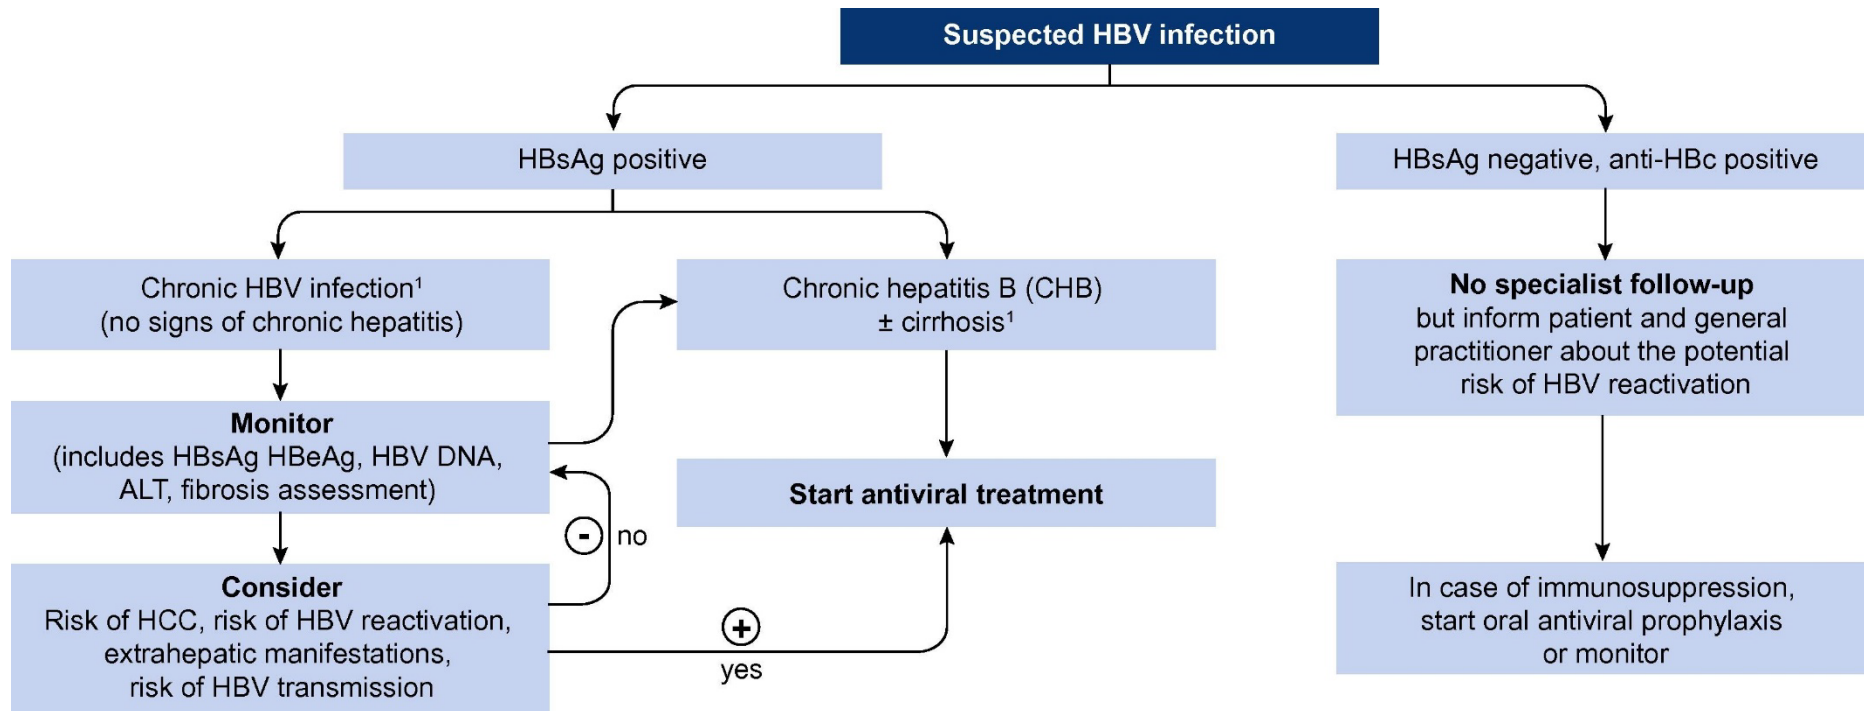 Suspected HBV infection
HBsAg positive
HBsAg negative, anti-HBc positive
Chronic HBV infection¹
(no signs of chronic hepatitis)
Chronic hepatitis B (CHB)
± cirrhosis¹
No specialist follow-up
but inform patient and general
practitioner about the potential
risk of HBV reactivation
Monitor
(includes HBsAg HBeAg, HBV DNA,
ALT, fibrosis assessment)
Start antiviral treatment
- no
Consider
Risk of HCC, risk of HBV reactivation,
extrahepatic manifestations,
risk of HBV transmission
+
yes
In case of immunosuppression,
start oral antiviral prophylaxis
or monitor